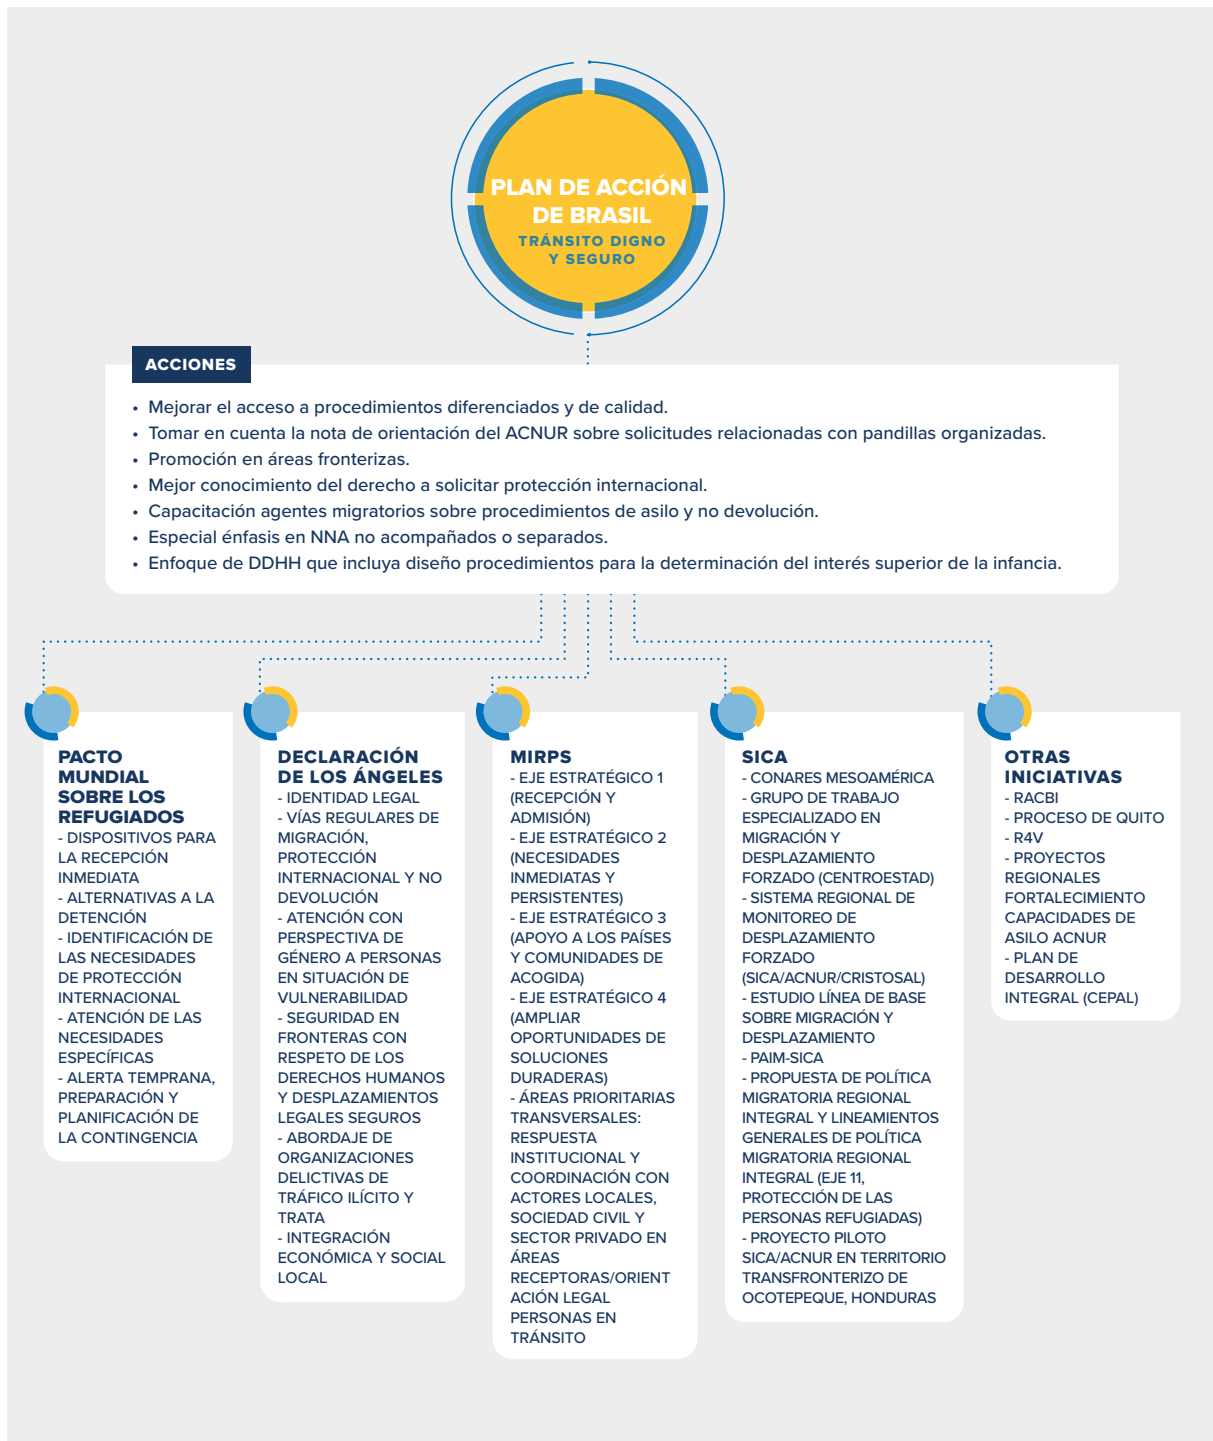 PLAN DE ACCIÓN
DE BRASIL
TRÁNSITO DIGNO
Y SEGURO
ACCIONES
• Mejorar el acceso a procedimientos diferenciados y de calidad.
• Tomar en cuenta la nota de orientación del ACNUR sobre solicitudes relacionadas con pandillas organizadas.
• Promoción en áreas fronterizas.
• Mejor conocimiento del derecho a solicitar protección internacional.
• Capacitación agentes migratorios sobre procedimientos de asilo y no devolución.
• Especial énfasis en NNA no acompañados o separados.
• Enfoque de DDHH que incluya diseño procedimientos para la determinación del interés superior de la infancia.
PACTO
MUNDIAL
SOBRE LOS
REFUGIADOS
- DISPOSITIVOS PARA
LA RECEPCIÓN
INMEDIATA
- ALTERNATIVAS A LA
DETENCIÓN
- IDENTIFICACIÓN DE
LAS NECESIDADES
DE PROTECCIÓN
INTERNACIONAL
- ATENCIÓN DE LAS
NECESIDADES
ESPECÍFICAS
- ALERTA TEMPRANA,
PREPARACIÓN Y
PLANIFICACIÓN DE
LA CONTINGENCIA
DECLARACIÓN
DE LOS ÁNGELES
- IDENTIDAD LEGAL
- VÍAS REGULARES DE
MIGRACIÓN,
PROTECCIÓN
INTERNACIONAL Y NO
DEVOLUCIÓN
- ATENCIÓN CON
PERSPECTIVA DE
GÉNERO A PERSONAS
EN SITUACIÓN DE
VULNERABILIDAD
- SEGURIDAD EN
FRONTERAS CON
RESPETO DE LOS
DERECHOS HUMANOS
Y DESPLAZAMIENTOS
LEGALES SEGUROS
- ABORDAJE DE
ORGANIZACIONES
DELICTIVAS DE
TRÁFICO ILÍCITO Y
TRATA
- INTEGRACIÓN
ECONÓMICA Y SOCIAL
LOCAL
MIRPS
- EJE ESTRATÉGICO 1
(RECEPCIÓN Y
ADMISIÓN)
- EJE ESTRATÉGICO 2
(NECESIDADES
INMEDIATAS Y
PERSISTENTES)
- EJE ESTRATÉGICO 3
(APOYO A LOS PAÍSES
Y COMUNIDADES DE
ACOGIDA)
- EJE ESTRATÉGICO 4
(AMPLIAR
OPORTUNIDADES DE
SOLUCIONES
DURADERAS)
- ÁREAS PRIORITARIAS
TRANSVERSALES:
RESPUESTA
INSTITUCIONAL Y
COORDINACIÓN CON
ACTORES LOCALES,
SOCIEDAD CIVIL Y
SECTOR PRIVADO EN
ÁREAS
RECEPTORAS/ORIENT
ACIÓN LEGAL
PERSONAS EN
TRÁNSITO
SICA
- CONARES MESOAMÉRICA
- GRUPO DE TRABAJO
ESPECIALIZADO EN
MIGRACIÓN Y
DESPLAZAMIENTO
FORZADO (CENTROESTAD)
- SISTEMA REGIONAL DE
MONITOREO DE
DESPLAZAMIENTO
FORZADO
(SICA/ACNUR/CRISTOSAL)
- ESTUDIO LÍNEA DE BASE
SOBRE MIGRACIÓN Y
DESPLAZAMIENTO
- PAIM-SICA
- PROPUESTA DE POLÍTICA
MIGRATORIA REGIONAL
INTEGRAL Y LINEAMIENTOS
GENERALES DE POLÍTICA
MIGRATORIA REGIONAL
INTEGRAL (EJE 11,
PROTECCIÓN DE LAS
PERSONAS REFUGIADAS)
- PROYECTO PILOTO
SICA/ACNUR EN TERRITORIO
TRANSFRONTERIZO DE
OCOTEPEQUE, HONDURAS
OTRAS
INICIATIVAS
- RACBI
- PROCESO DE QUITO
- R4V
- PROYECTOS
REGIONALES
FORTALECIMIENTO
CAPACIDADES DE
ASILO ACNUR
- PLAN DE
DESARROLLO
INTEGRAL (CEPAL)